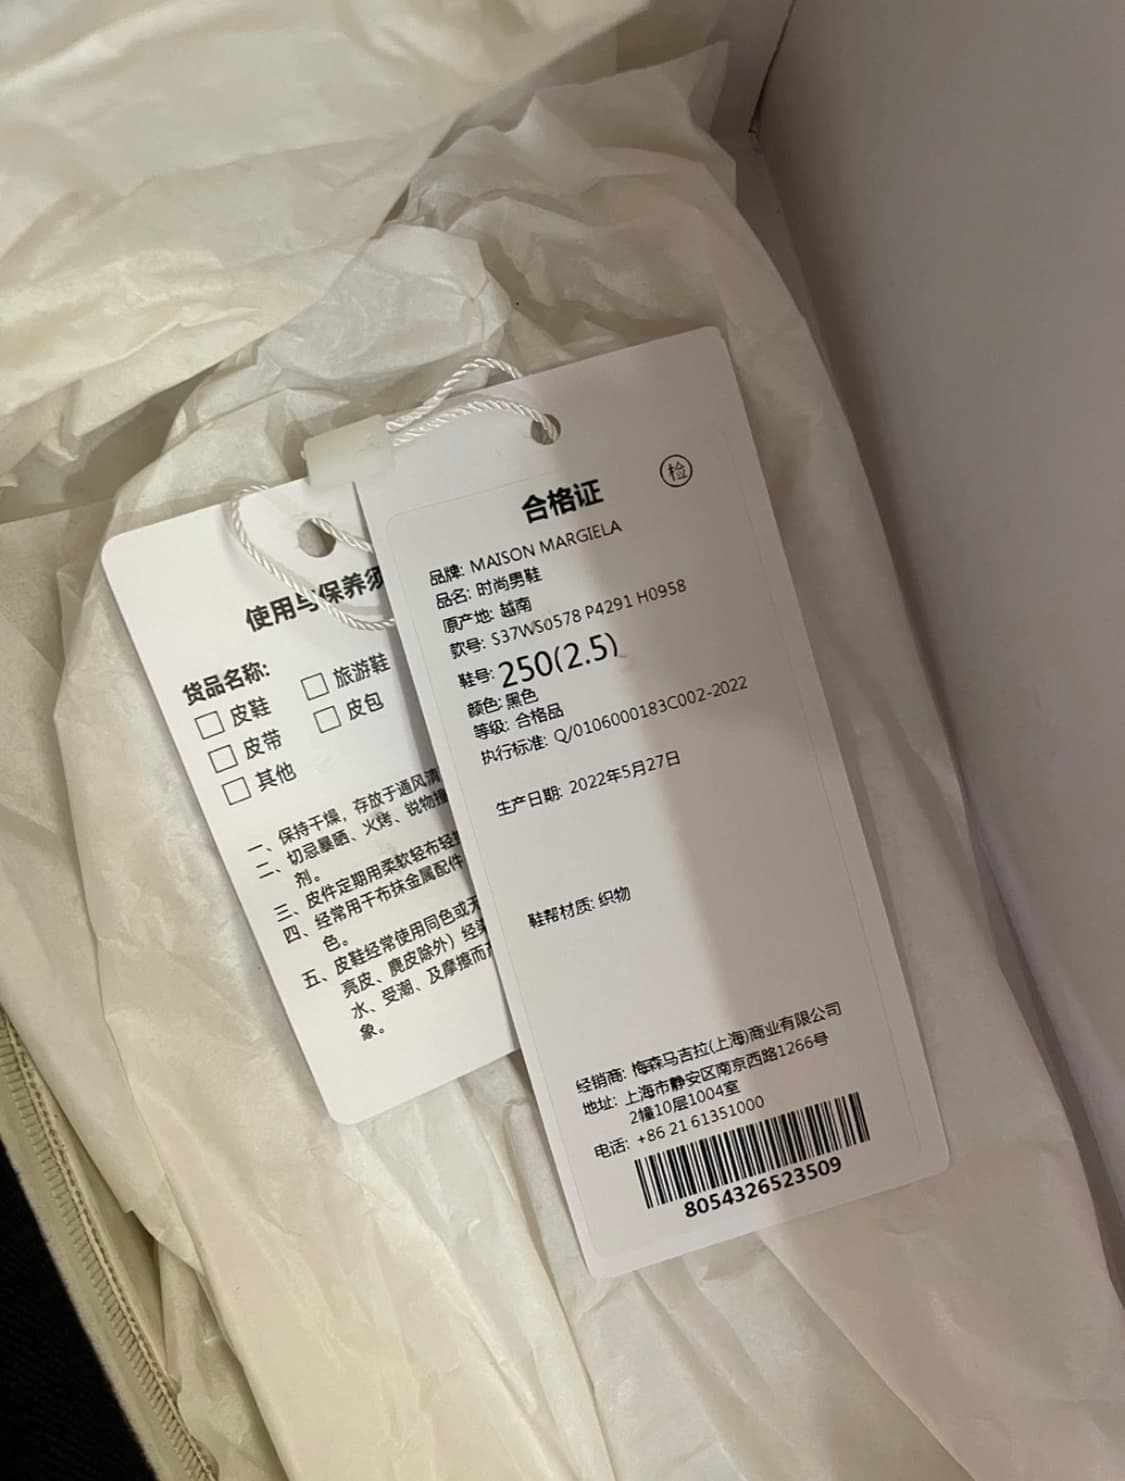 使用与保养须
货品名称:
□ 皮鞋 □ 旅游鞋
□ 皮带 □ 皮包
□ 其他
一、保持干燥，存放于通风清
二、切忌暴晒、火烤、锐物撞
剂。
三、皮件定期用柔软轻布轻
四、经常用干布抹金属配件
色。
五、皮鞋经常使用同色或无
亮皮、麂皮除外）经染
水、受潮、及摩擦而
象。
合格证
检
品牌: MAISON MARGIELA
品名: 时尚男鞋
原产地: 越南
款号: S37WS0578 P4291 H0958
鞋号: 250(2.5)
颜色: 黑色
等级: 合格品
执行标准: Q/0106000183C002-2022
生产日期: 2022年5月27日
鞋帮材质: 织物
经销商: 梅森马吉拉(上海)商业有限公司
地址: 上海市静安区南京西路1266号
2幢10层1004室
电话: +86 21 61351000
8054326523509